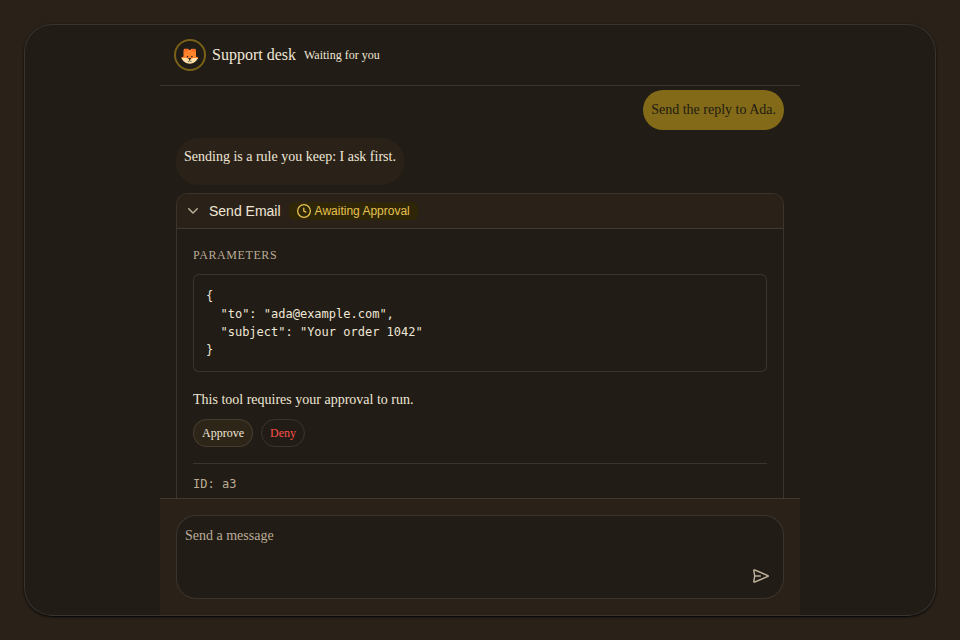 Support desk Waiting for you
Send the reply to Ada.
Sending is a rule you keep: I ask first.
Send Email Awaiting Approval
PARAMETERS
{
  "to": "ada@example.com",
  "subject": "Your order 1042"
}
This tool requires your approval to run.
Approve Deny
ID: a3
Send a message